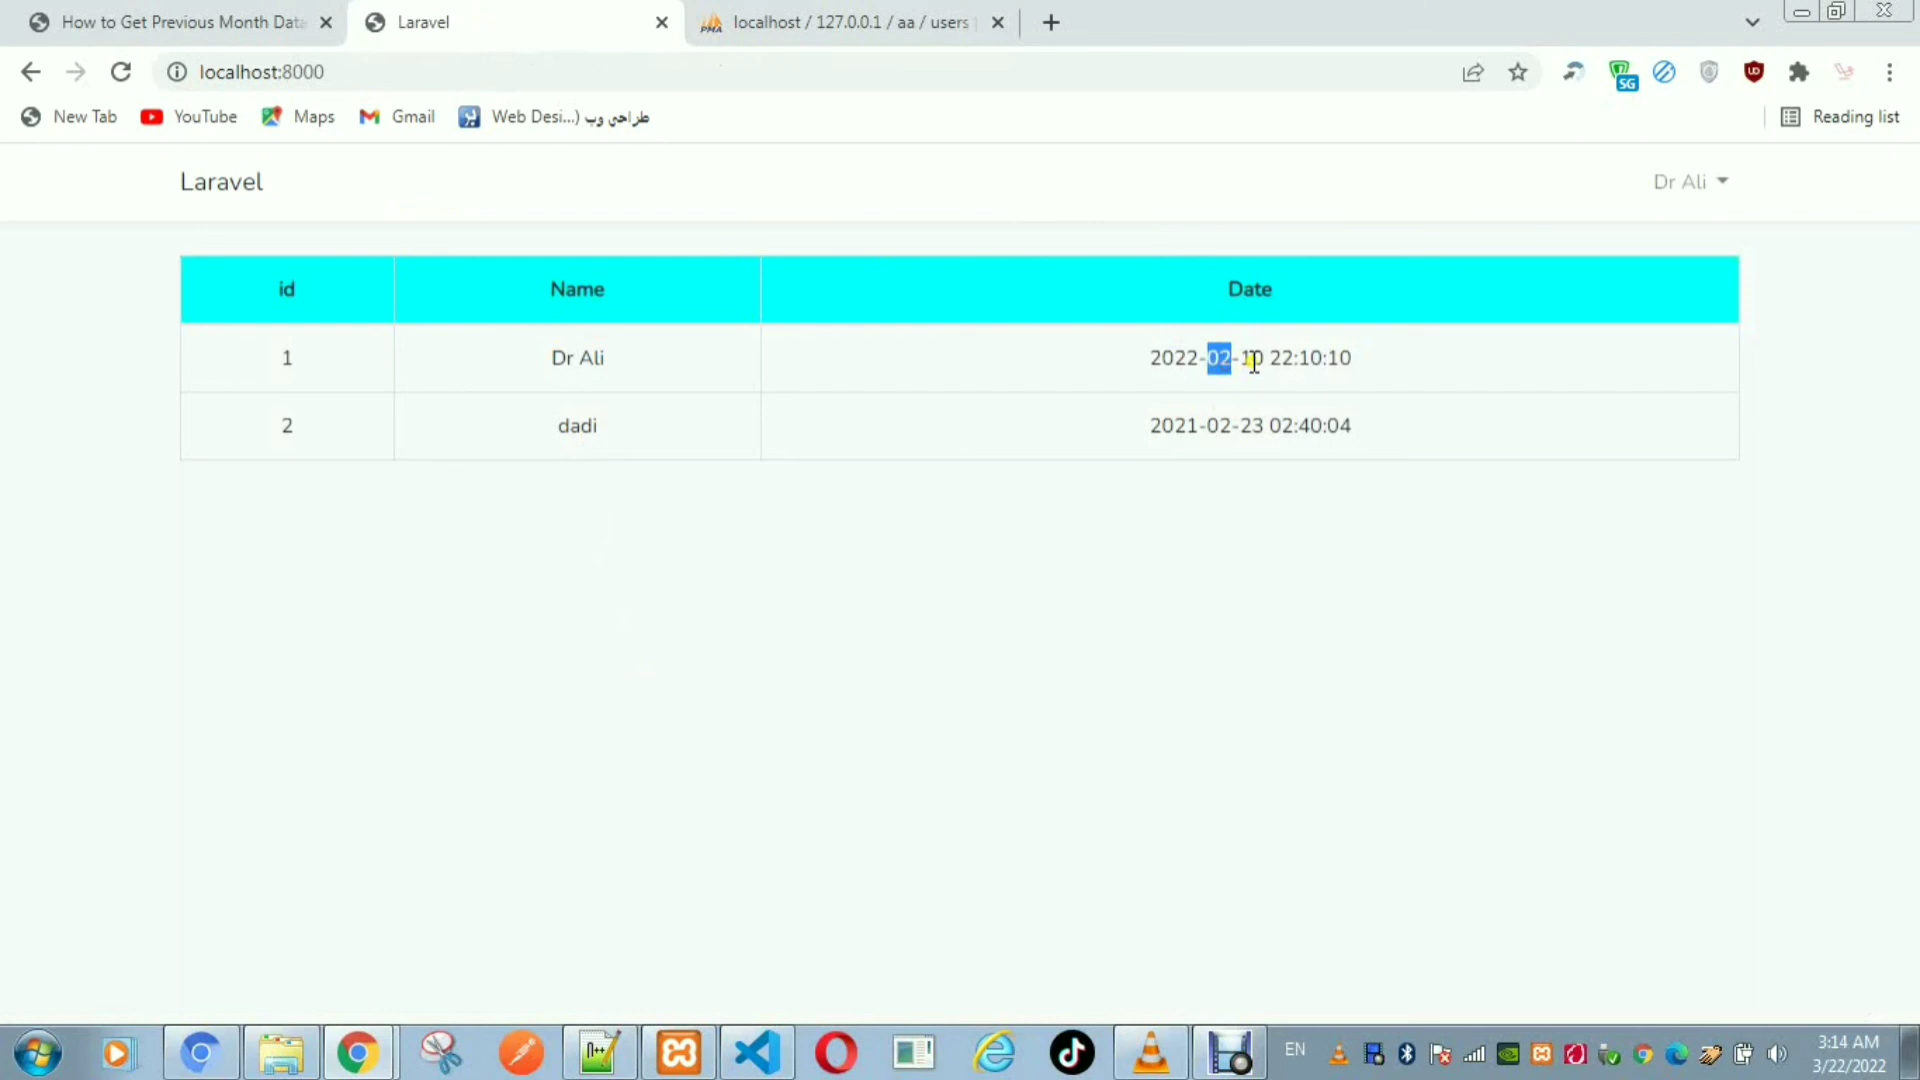 How to Get Previous Month Data
Laravel
localhost / 127.0.0.1 / aa / users
localhost:8000
SG
New Tab
YouTube
Maps
Gmail
Web Desi...) طراحی وب
Reading list
Laravel
Dr Ali
id Name Date
1 Dr Ali 2022-02-10 22:10:10
2 dadi 2021-02-23 02:40:04
EN
3:14 AM
3/22/2022